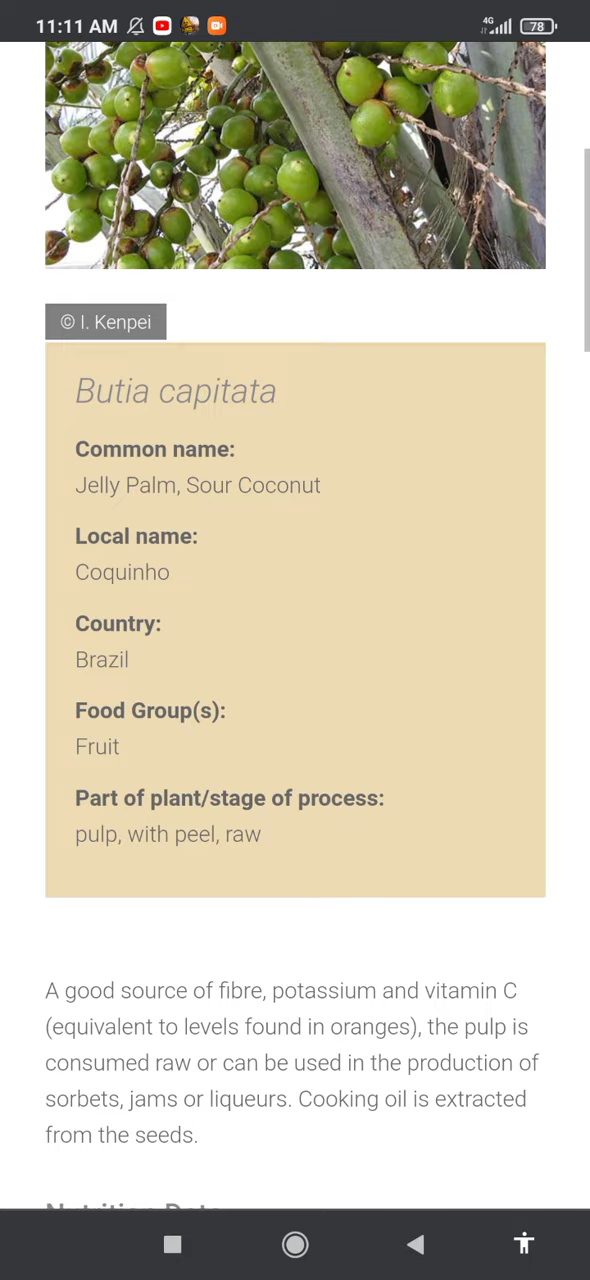 11:11 AM
4G
78
© I. Kenpei
Butia capitata
Common name:
Jelly Palm, Sour Coconut
Local name:
Coquinho
Country:
Brazil
Food Group(s):
Fruit
Part of plant/stage of process:
pulp, with peel, raw
A good source of fibre, potassium and vitamin C
(equivalent to levels found in oranges), the pulp is
consumed raw or can be used in the production of
sorbets, jams or liqueurs. Cooking oil is extracted
from the seeds.
Nutrition Data